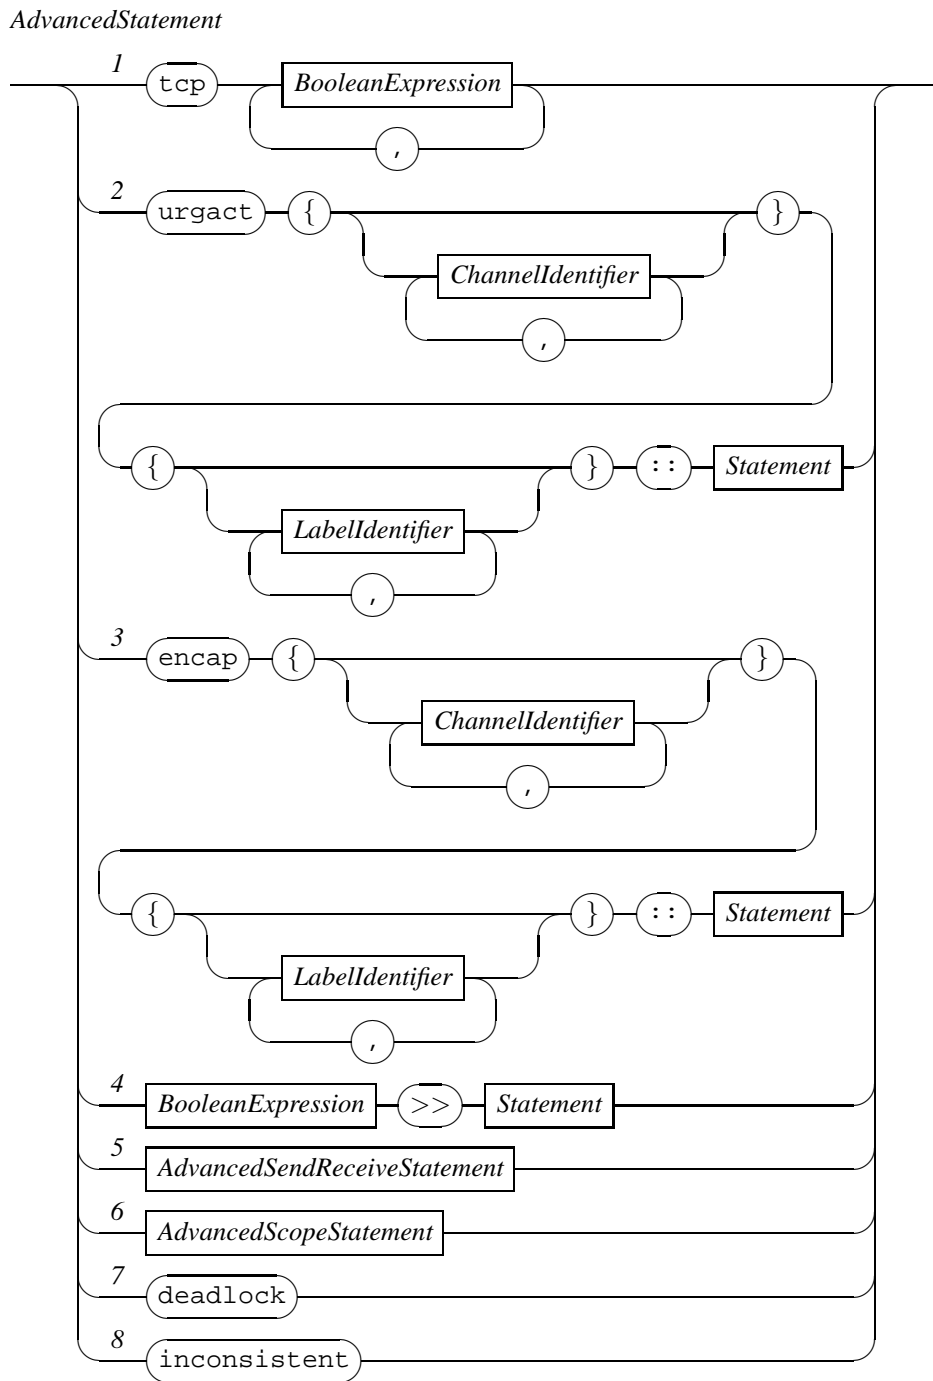 AdvancedStatement
1 tcp BooleanExpression
,
2 urgact { }
ChannelIdentifier
,
{ } :: Statement
LabelIdentifier
,
3 encap { }
ChannelIdentifier
,
{ } :: Statement
LabelIdentifier
,
4 BooleanExpression >> Statement
5 AdvancedSendReceiveStatement
6 AdvancedScopeStatement
7 deadlock
8 inconsistent